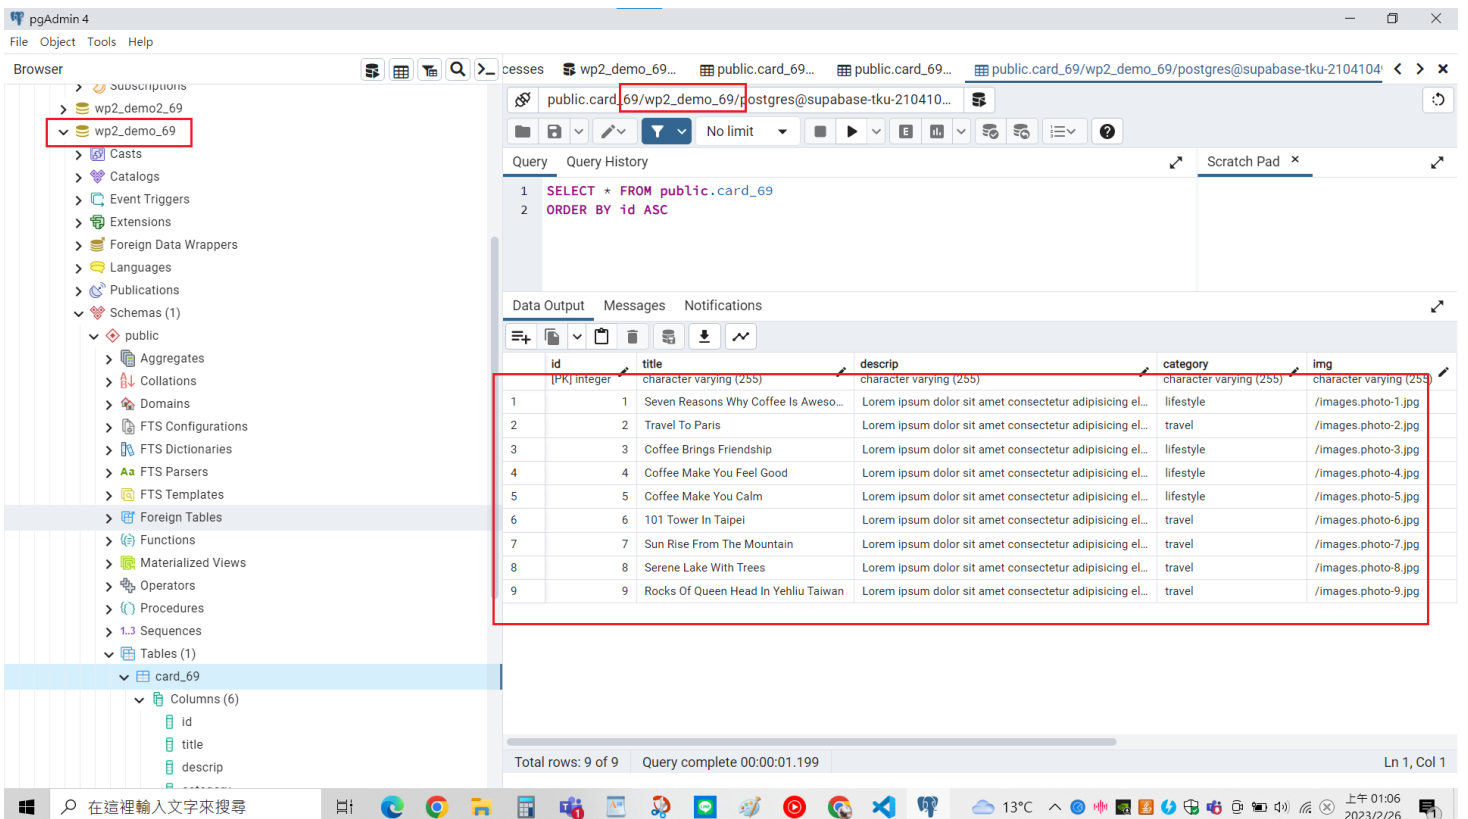 pgAdmin 4
File Object Tools Help
Browser
Subscriptions
wp2_demo2_69
wp2_demo_69
Casts
Catalogs
Event Triggers
Extensions
Foreign Data Wrappers
Languages
Publications
Schemas (1)
public
Aggregates
Collations
Domains
FTS Configurations
FTS Dictionaries
Aa FTS Parsers
FTS Templates
Foreign Tables
Functions
Materialized Views
Operators
Procedures
1..3 Sequences
Tables (1)
card_69
Columns (6)
id
title
descrip
cesses wp2_demo_69... public.card_69... public.card_69... public.card_69/wp2_demo_69/postgres@supabase-tku-2104104
public.card_69/wp2_demo_69/postgres@supabase-tku-210410...
No limit
Query Query History Scratch Pad
1 SELECT * FROM public.card_69
2 ORDER BY id ASC
Data Output Messages Notifications
id title descrip category img
[PK] integer character varying (255) character varying (255) character varying (255) character varying (255)
1 1 Seven Reasons Why Coffee Is Aweso... Lorem ipsum dolor sit amet consectetur adipisicing el... lifestyle /images.photo-1.jpg
2 2 Travel To Paris Lorem ipsum dolor sit amet consectetur adipisicing el... travel /images.photo-2.jpg
3 3 Coffee Brings Friendship Lorem ipsum dolor sit amet consectetur adipisicing el... lifestyle /images.photo-3.jpg
4 4 Coffee Make You Feel Good Lorem ipsum dolor sit amet consectetur adipisicing el... lifestyle /images.photo-4.jpg
5 5 Coffee Make You Calm Lorem ipsum dolor sit amet consectetur adipisicing el... lifestyle /images.photo-5.jpg
6 6 101 Tower In Taipei Lorem ipsum dolor sit amet consectetur adipisicing el... travel /images.photo-6.jpg
7 7 Sun Rise From The Mountain Lorem ipsum dolor sit amet consectetur adipisicing el... travel /images.photo-7.jpg
8 8 Serene Lake With Trees Lorem ipsum dolor sit amet consectetur adipisicing el... travel /images.photo-8.jpg
9 9 Rocks Of Queen Head In Yehliu Taiwan Lorem ipsum dolor sit amet consectetur adipisicing el... travel /images.photo-9.jpg
Total rows: 9 of 9 Query complete 00:00:01.199 Ln 1, Col 1
在這裡輸入文字來搜尋
13°C
上午 01:06
2023/2/26